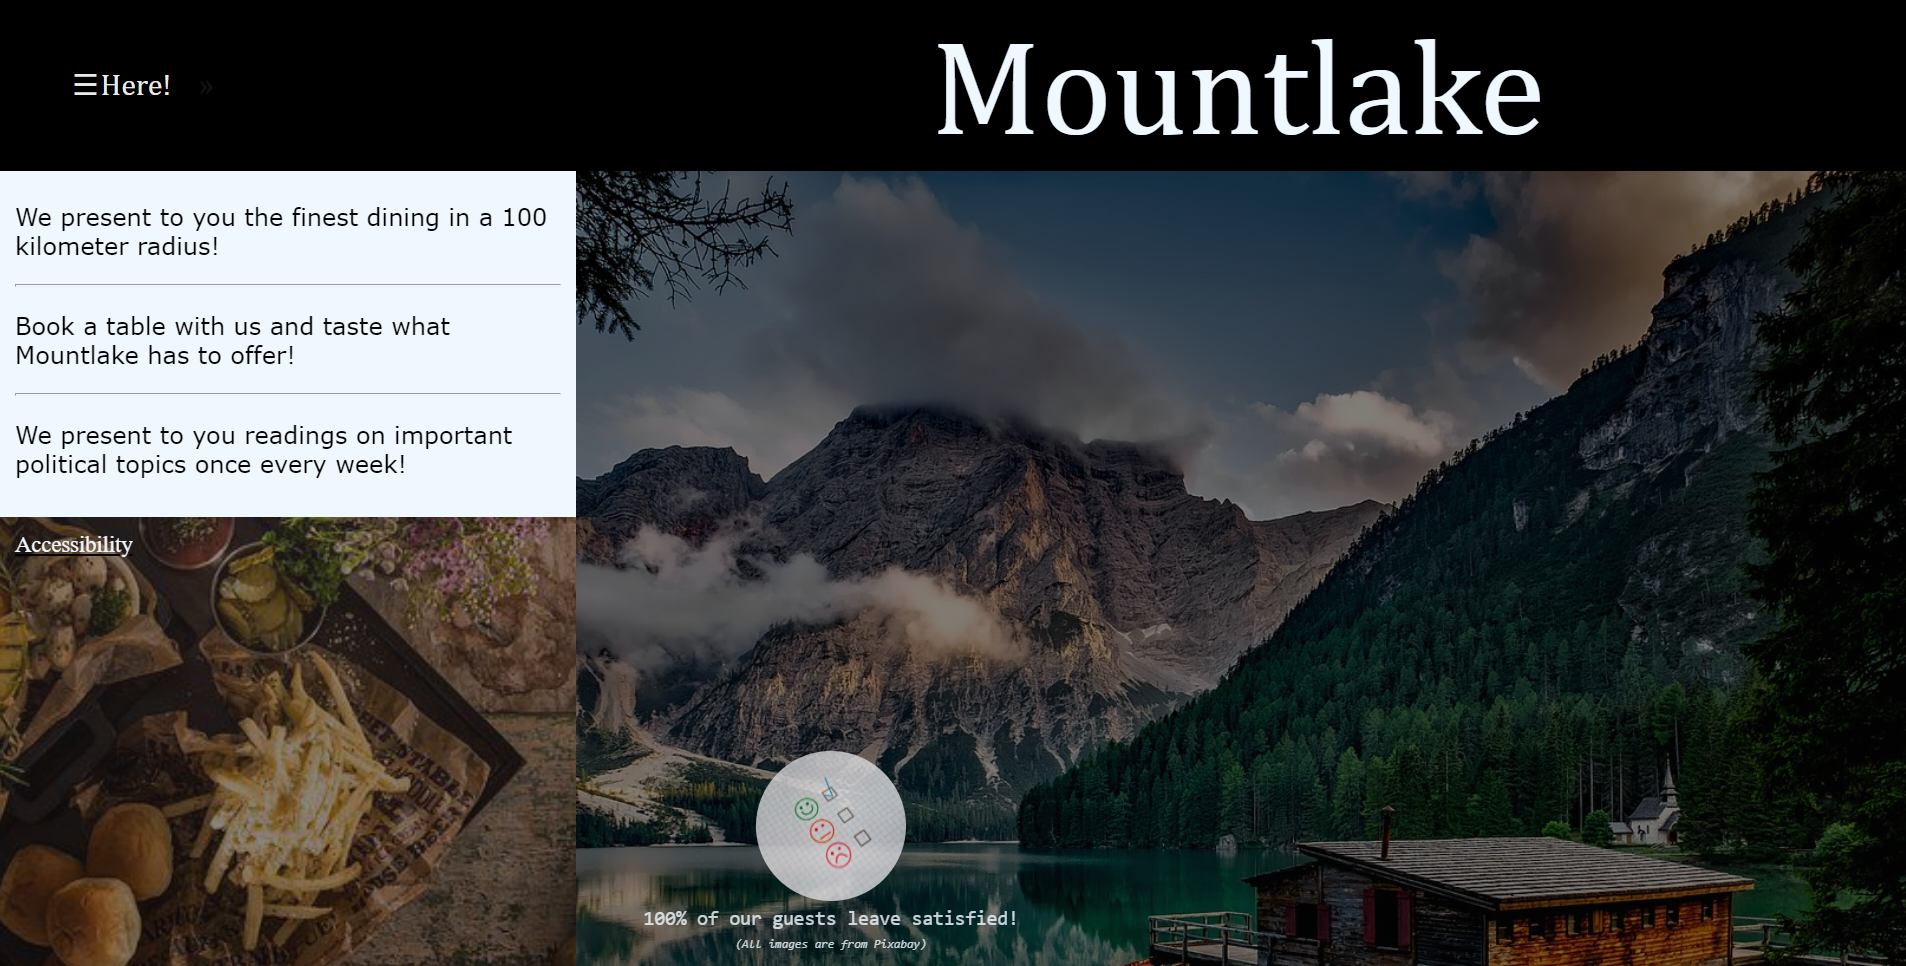 ☰Here! »
Mountlake
We present to you the finest dining in a 100
kilometer radius!
Book a table with us and taste what
Mountlake has to offer!
We present to you readings on important
political topics once every week!
Accessibility
100% of our guests leave satisfied!
(All images are from Pixabay)